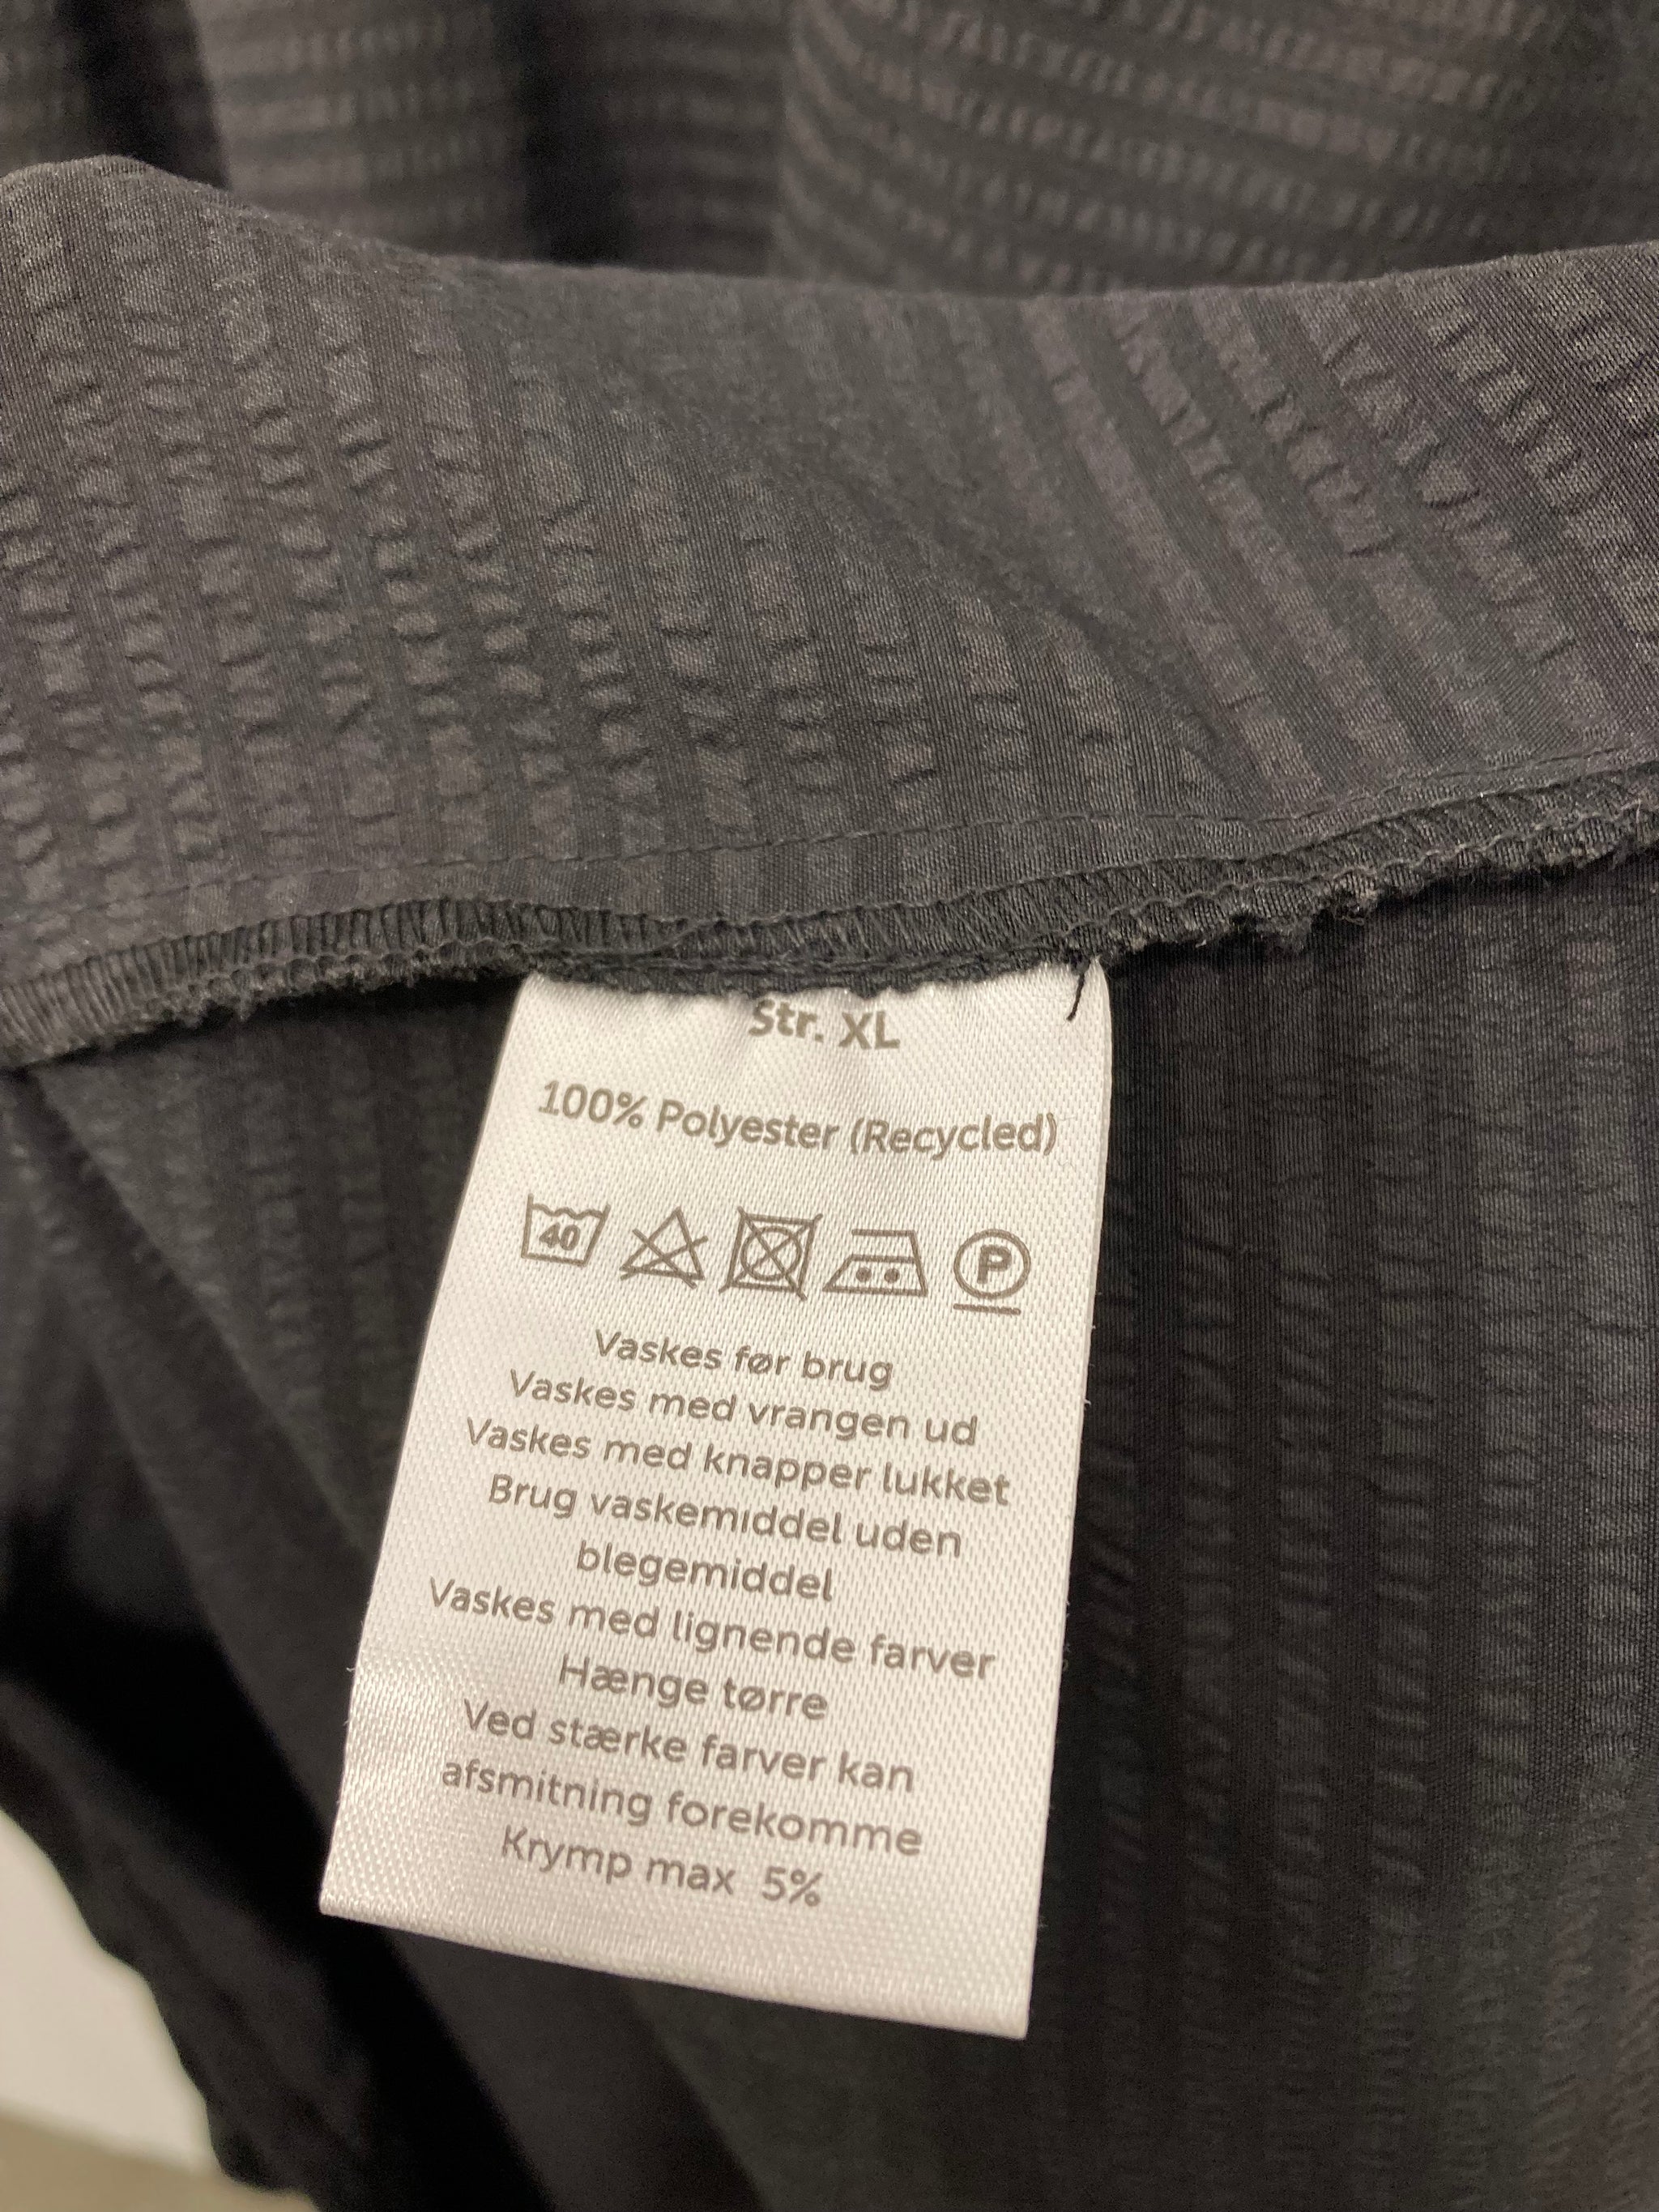 Str. XL
100% Polyester (Recycled)
40 P
Vaskes før brug
Vaskes med vrangen ud
Vaskes med knapper lukket
Brug vaskemiddel uden
blegemiddel
Vaskes med lignende farver
Hænge tørre
Ved stærke farver kan
afsmitning forekomme
Krymp max 5%